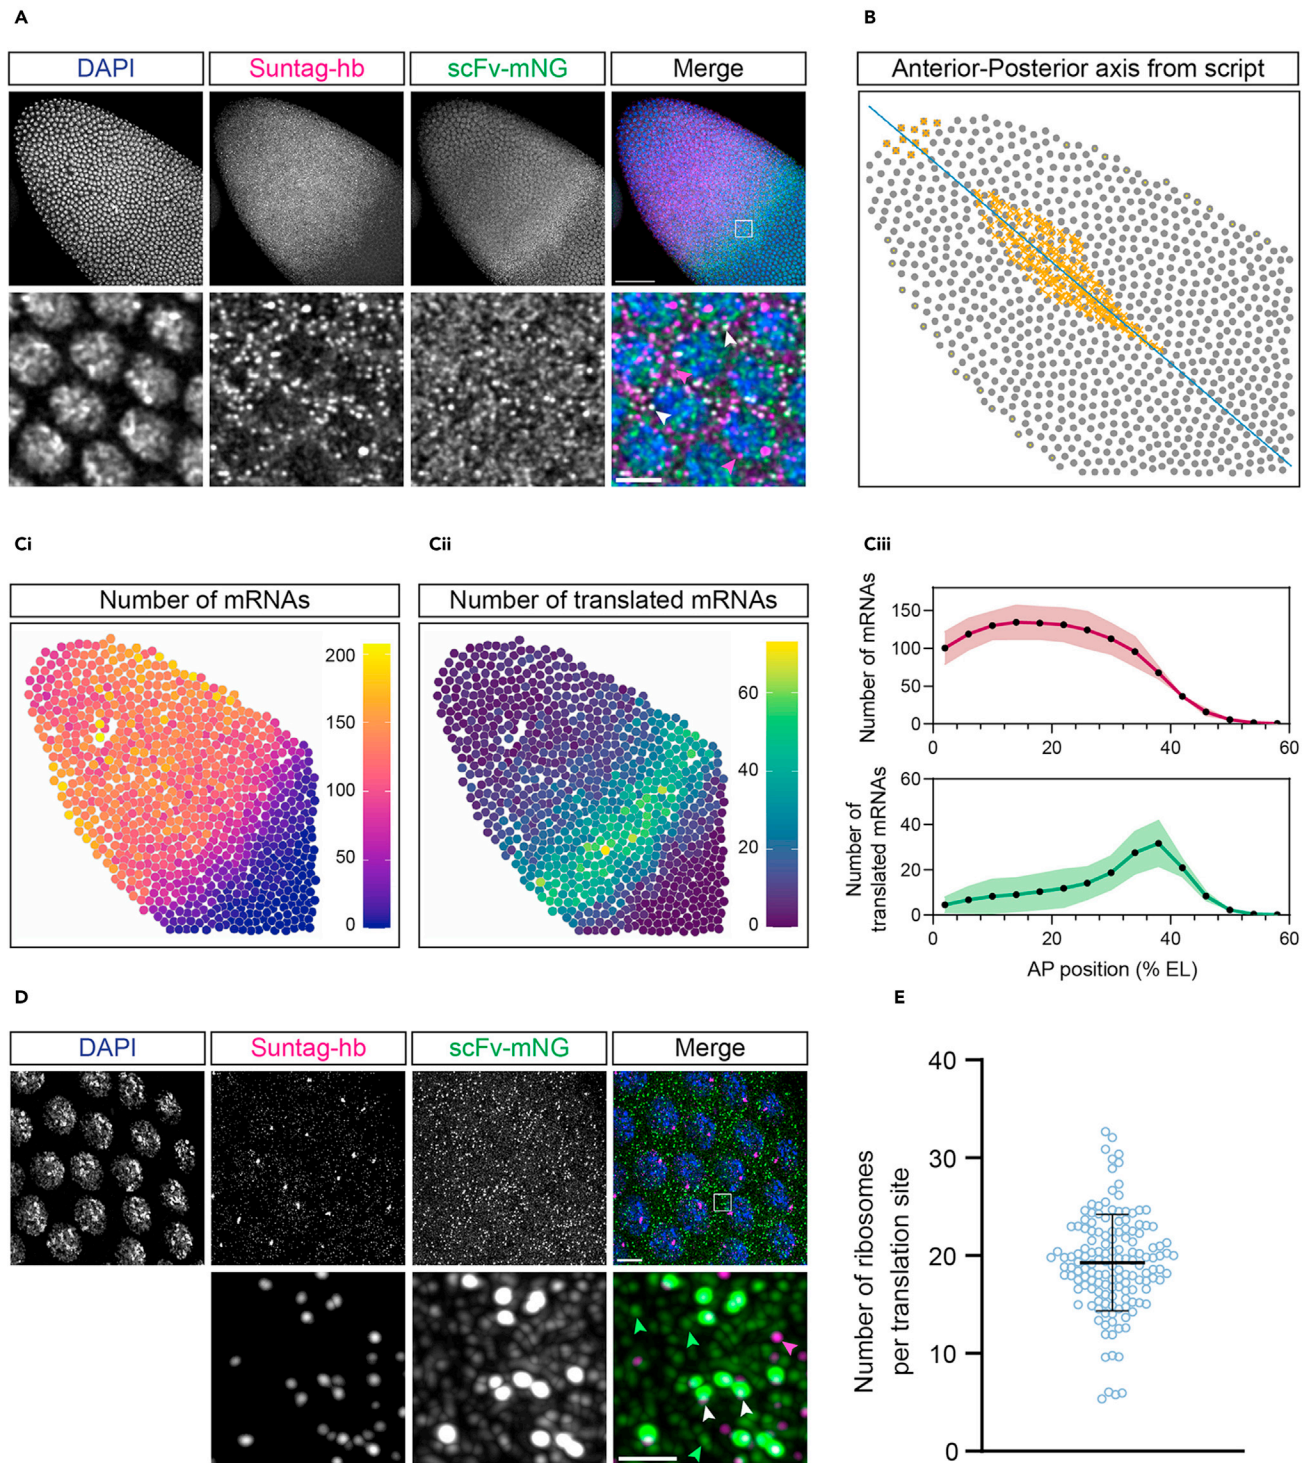 A
B
DAPI
Suntag-hb
scFv-mNG
Merge
Anterior-Posterior axis from script
Ci
Cii
Ciii
Number of mRNAs
200
150
100
50
0
Number of translated mRNAs
60
40
20
0
Number of mRNAs
150
100
50
0
0
20
40
60
Number of
translated mRNAs
60
40
20
0
0
20
40
60
AP position (% EL)
D
E
DAPI
Suntag-hb
scFv-mNG
Merge
Number of ribosomes
per translation site
40
30
20
10
0